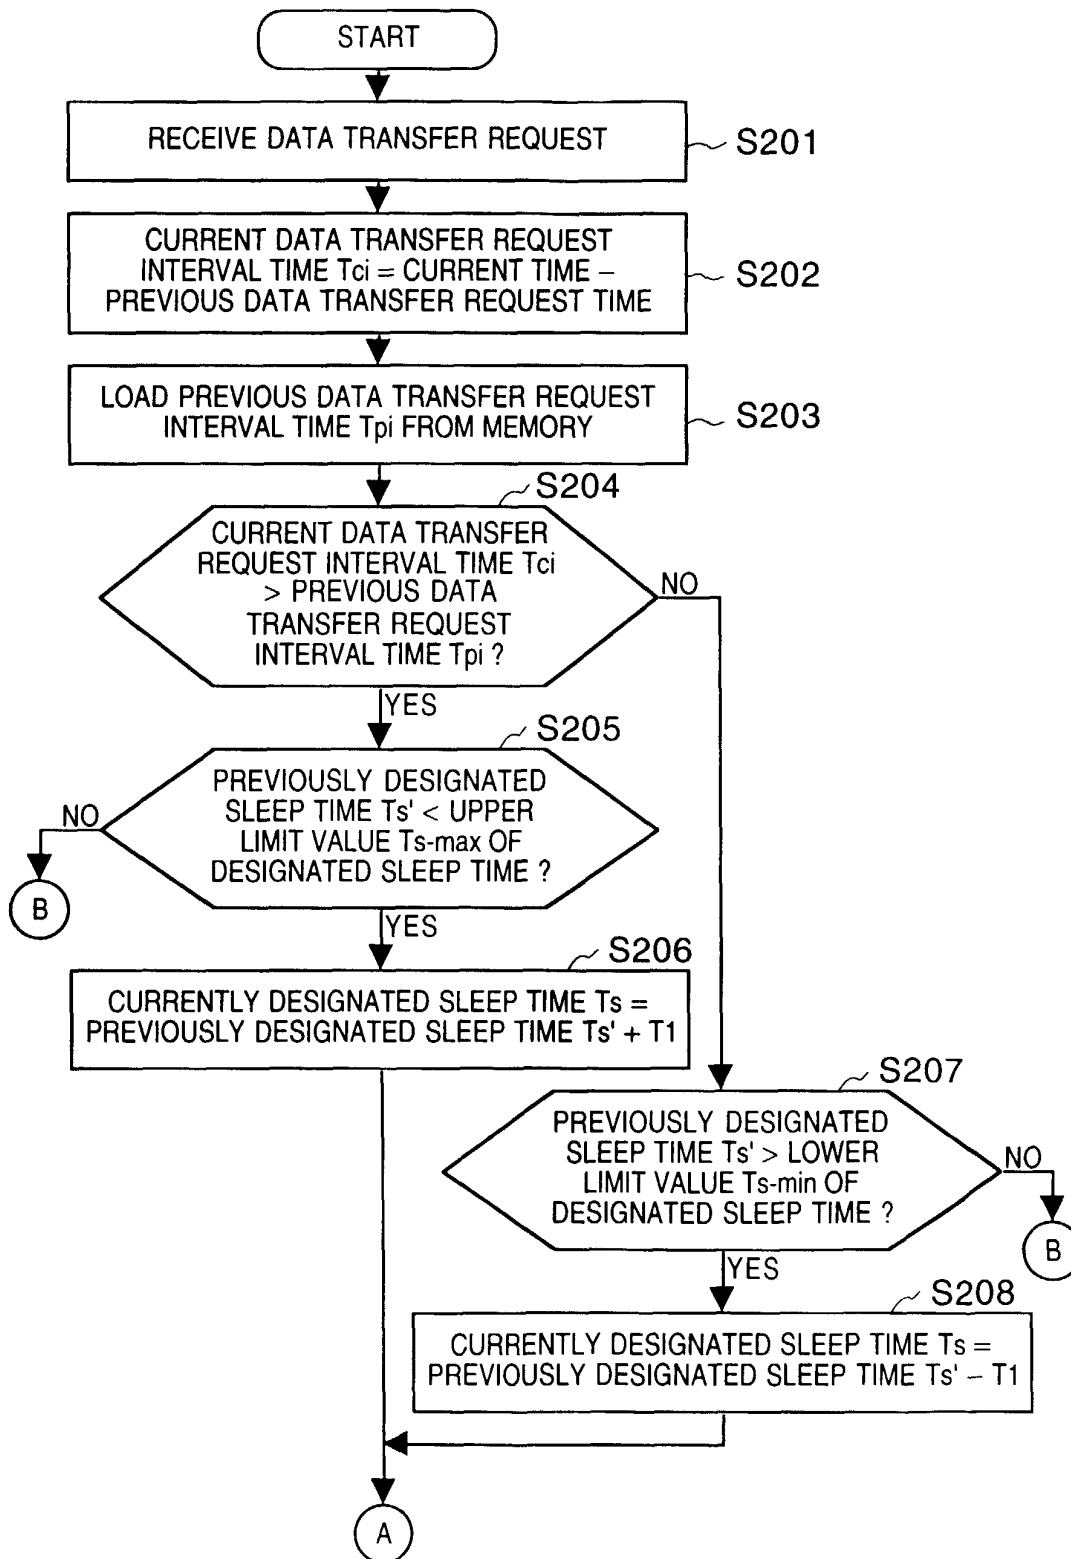 START
RECEIVE DATA TRANSFER REQUEST
S201
CURRENT DATA TRANSFER REQUEST
INTERVAL TIME Tci = CURRENT TIME –
PREVIOUS DATA TRANSFER REQUEST TIME
S202
LOAD PREVIOUS DATA TRANSFER REQUEST
INTERVAL TIME Tpi FROM MEMORY
S203
S204
CURRENT DATA TRANSFER
REQUEST INTERVAL TIME Tci
> PREVIOUS DATA
TRANSFER REQUEST
INTERVAL TIME Tpi ?
NO
YES
S205
PREVIOUSLY DESIGNATED
SLEEP TIME Ts' < UPPER
LIMIT VALUE Ts-max OF
DESIGNATED SLEEP TIME ?
NO
B
YES
S206
CURRENTLY DESIGNATED SLEEP TIME Ts =
PREVIOUSLY DESIGNATED SLEEP TIME Ts' + T1
S207
PREVIOUSLY DESIGNATED
SLEEP TIME Ts' > LOWER
LIMIT VALUE Ts-min OF
DESIGNATED SLEEP TIME ?
NO
B
YES
S208
CURRENTLY DESIGNATED SLEEP TIME Ts =
PREVIOUSLY DESIGNATED SLEEP TIME Ts' – T1
A